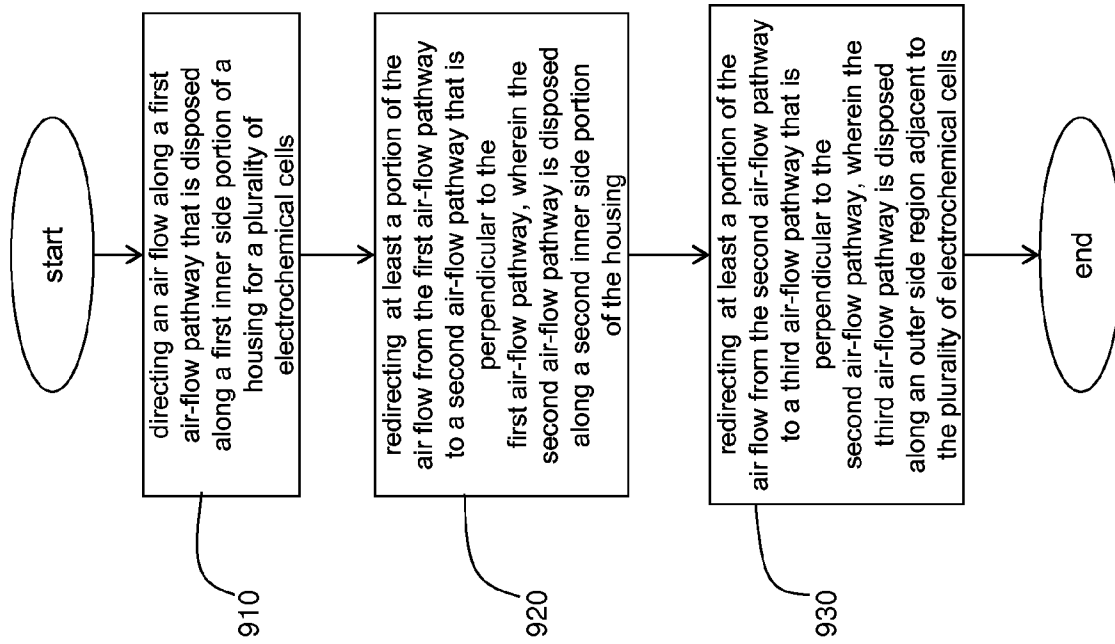 start
directing an air flow along a first
air-flow pathway that is disposed
along a first inner side portion of a
housing for a plurality of
electrochemical cells
910
redirecting at least a portion of the
air flow from the first air-flow pathway
to a second air-flow pathway that is
perpendicular to the
first air-flow pathway, wherein the
second air-flow pathway is disposed
along a second inner side portion
of the housing
920
redirecting at least a portion of the
air flow from the second air-flow pathway
to a third air-flow pathway that is
perpendicular to the
second air-flow pathway, wherein the
third air-flow pathway is disposed
along an outer side region adjacent to
the plurality of electrochemical cells
930
end